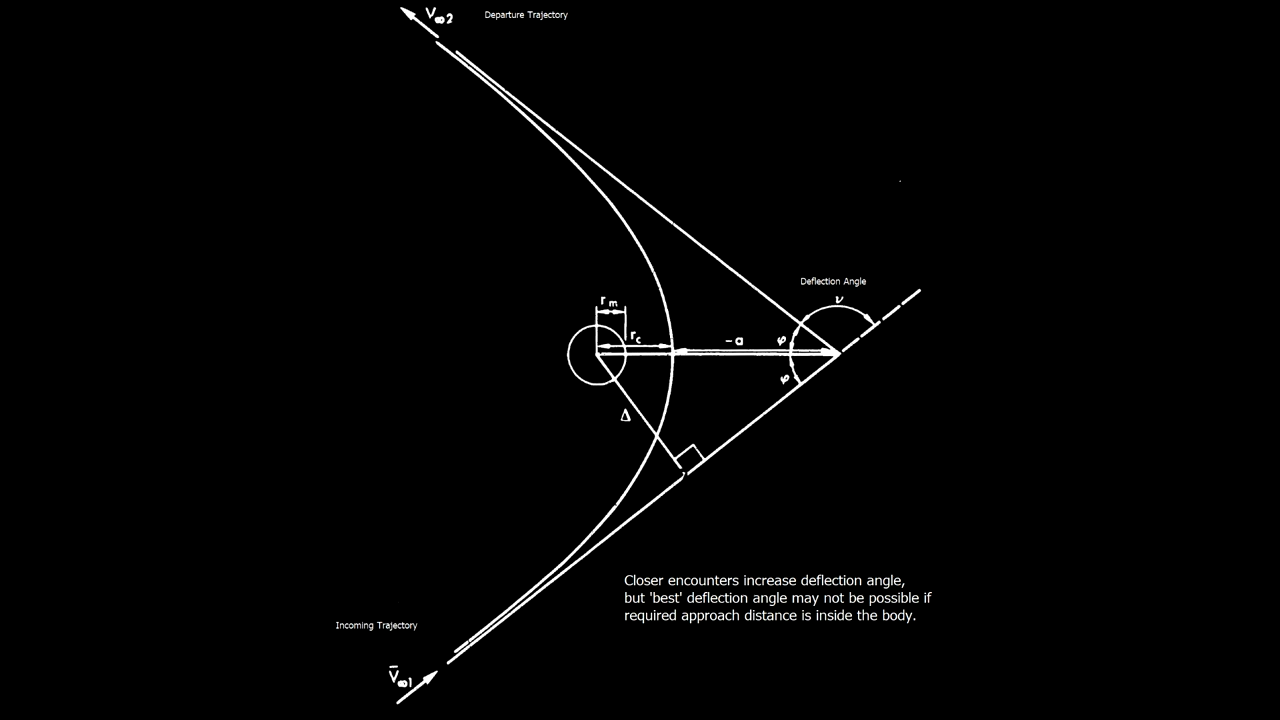 V∞2
Departure Trajectory
Deflection Angle
ν
r m
r c
-a
φ
φ
Δ
Closer encounters increase deflection angle,
but 'best' deflection angle may not be possible if
required approach distance is inside the body.
Incoming Trajectory
V̅∞1